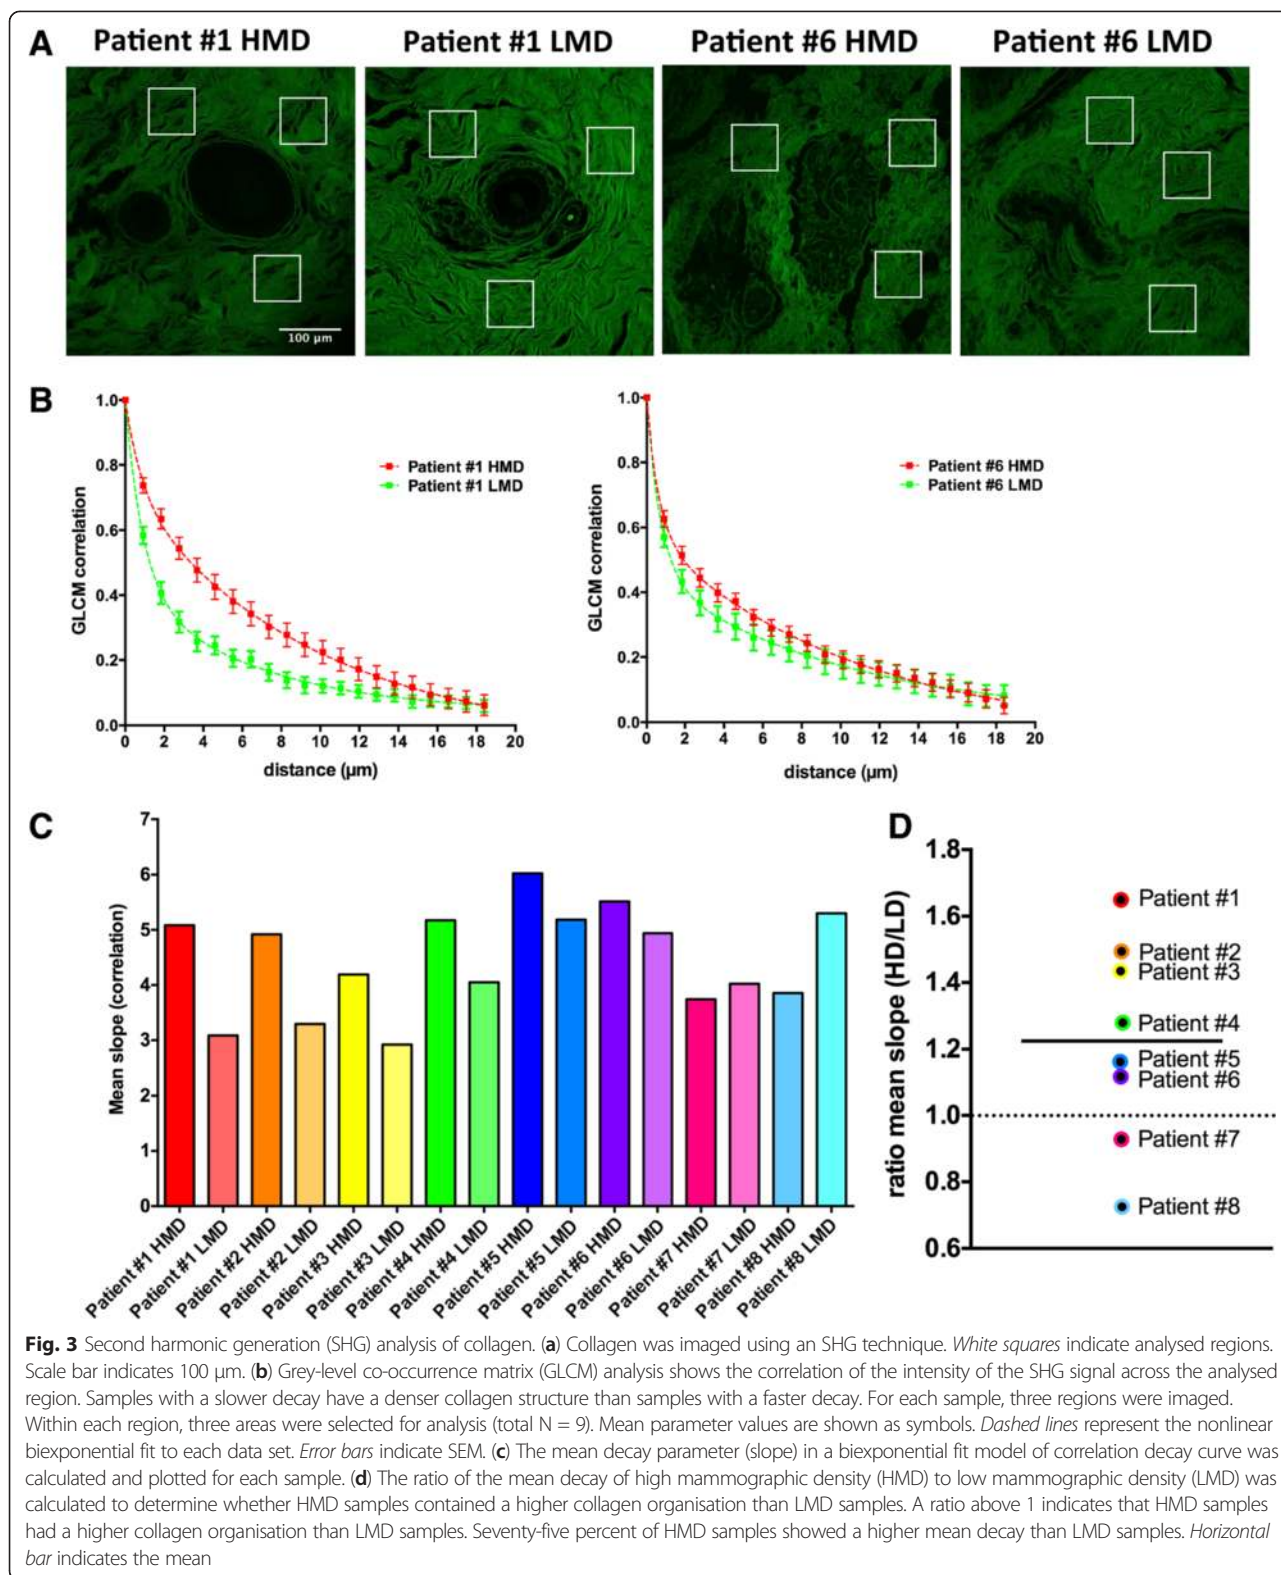 A
Patient #1 HMD
Patient #1 LMD
Patient #6 HMD
Patient #6 LMD
100 µm
B
1.0
0.8
0.6
0.4
0.2
0.0
GLCM correlation
0 2 4 6 8 10 12 14 16 18 20
distance (µm)
Patient #1 HMD
Patient #1 LMD
1.0
0.8
0.6
0.4
0.2
0.0
GLCM correlation
0 2 4 6 8 10 12 14 16 18 20
distance (µm)
Patient #6 HMD
Patient #6 LMD
C
7
6
5
4
3
2
1
0
Mean slope (correlation)
Patient #1 HMD
Patient #1 LMD
Patient #2 HMD
Patient #2 LMD
Patient #3 HMD
Patient #3 LMD
Patient #4 HMD
Patient #4 LMD
Patient #5 HMD
Patient #5 LMD
Patient #6 HMD
Patient #6 LMD
Patient #7 HMD
Patient #7 LMD
Patient #8 HMD
Patient #8 LMD
D
1.8
1.6
1.4
1.2
1.0
0.8
0.6
ratio mean slope (HD/LD)
Patient #1
Patient #2
Patient #3
Patient #4
Patient #5
Patient #6
Patient #7
Patient #8
Fig. 3 Second harmonic generation (SHG) analysis of collagen. (a) Collagen was imaged using an SHG technique. White squares indicate analysed regions.
Scale bar indicates 100 µm. (b) Grey-level co-occurrence matrix (GLCM) analysis shows the correlation of the intensity of the SHG signal across the analysed
region. Samples with a slower decay have a denser collagen structure than samples with a faster decay. For each sample, three regions were imaged.
Within each region, three areas were selected for analysis (total N = 9). Mean parameter values are shown as symbols. Dashed lines represent the nonlinear
biexponential fit to each data set. Error bars indicate SEM. (c) The mean decay parameter (slope) in a biexponential fit model of correlation decay curve was
calculated and plotted for each sample. (d) The ratio of the mean decay of high mammographic density (HMD) to low mammographic density (LMD) was
calculated to determine whether HMD samples contained a higher collagen organisation than LMD samples. A ratio above 1 indicates that HMD samples
had a higher collagen organisation than LMD samples. Seventy-five percent of HMD samples showed a higher mean decay than LMD samples. Horizontal
bar indicates the mean